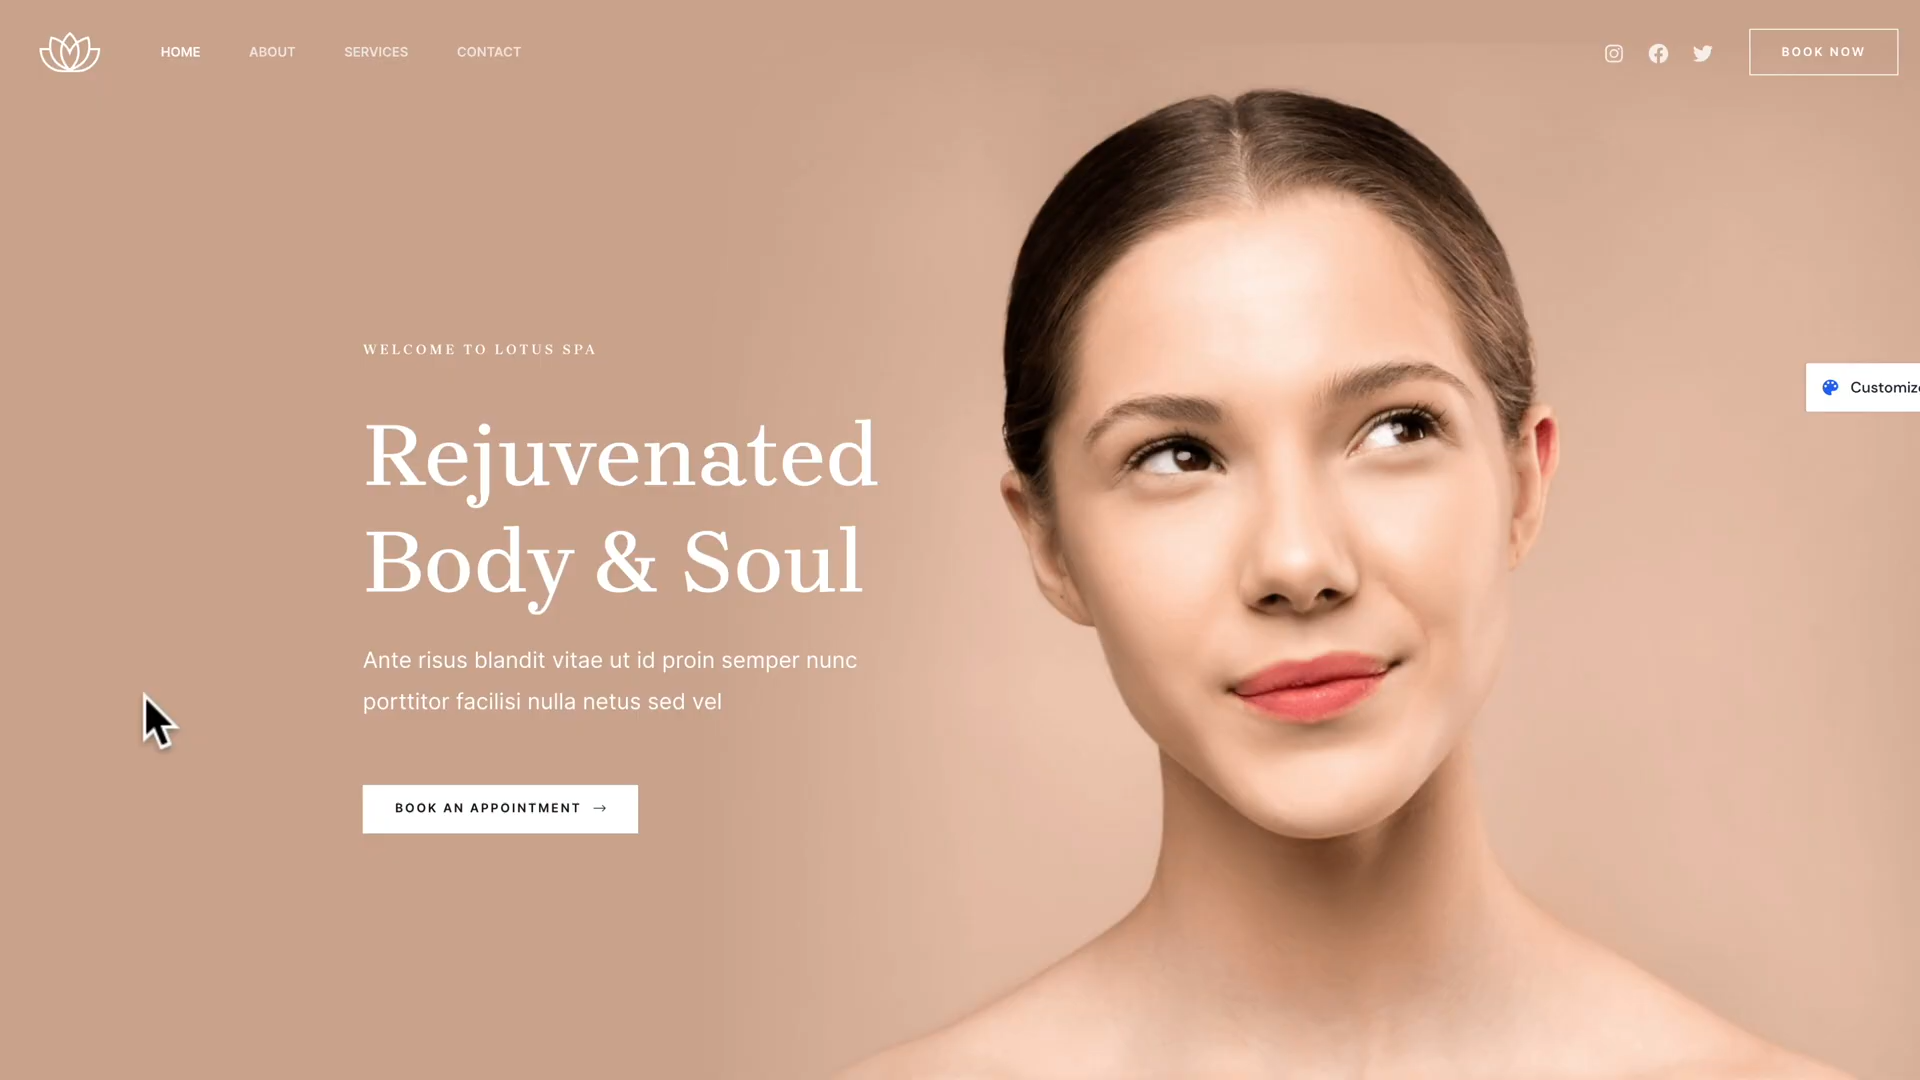 HOME ABOUT SERVICES CONTACT BOOK NOW
WELCOME TO LOTUS SPA
Customize
Rejuvenated
Body & Soul
Ante risus blandit vitae ut id proin semper nunc
porttitor facilisi nulla netus sed vel
BOOK AN APPOINTMENT →